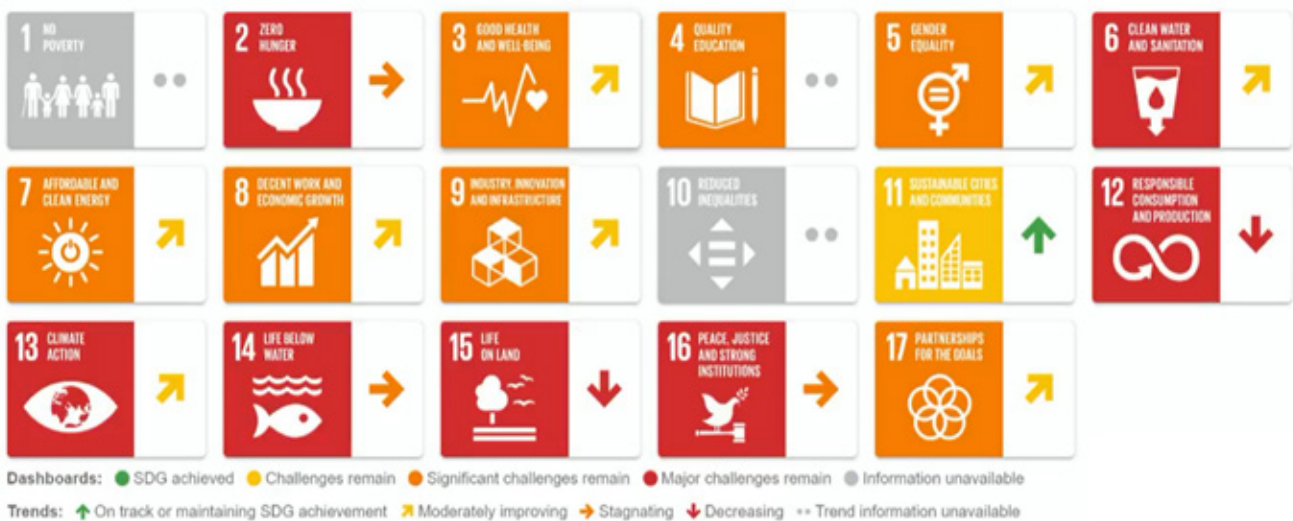 1 NO
POVERTY
2 ZERO
HUNGER
3 GOOD HEALTH
AND WELL-BEING
4 QUALITY
EDUCATION
5 GENDER
EQUALITY
6 CLEAN WATER
AND SANITATION
7 AFFORDABLE AND
CLEAN ENERGY
8 DECENT WORK AND
ECONOMIC GROWTH
9 INDUSTRY, INNOVATION
AND INFRASTRUCTURE
10 REDUCED
INEQUALITIES
11 SUSTAINABLE CITIES
AND COMMUNITIES
12 RESPONSIBLE
CONSUMPTION
AND PRODUCTION
13 CLIMATE
ACTION
14 LIFE BELOW
WATER
15 LIFE
ON LAND
16 PEACE, JUSTICE
AND STRONG
INSTITUTIONS
17 PARTNERSHIPS
FOR THE GOALS
Dashboards: SDG achieved Challenges remain Significant challenges remain Major challenges remain Information unavailable
Trends: On track or maintaining SDG achievement Moderately improving Stagnating Decreasing Trend information unavailable